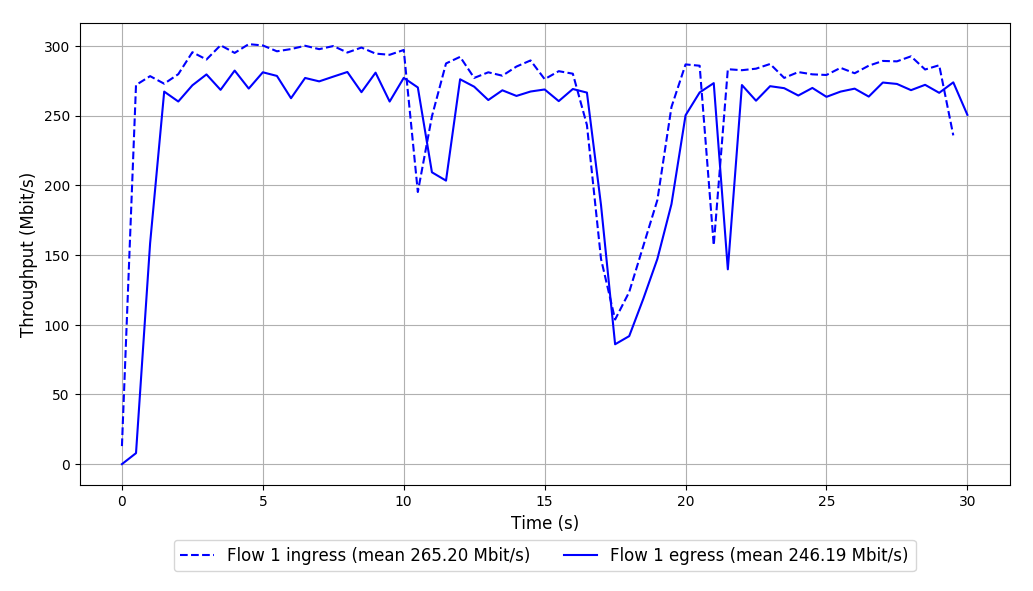 300
250
200
150
100
50
0
Throughput (Mbit/s)
0 5 10 15 20 25 30
Time (s)
Flow 1 ingress (mean 265.20 Mbit/s) Flow 1 egress (mean 246.19 Mbit/s)